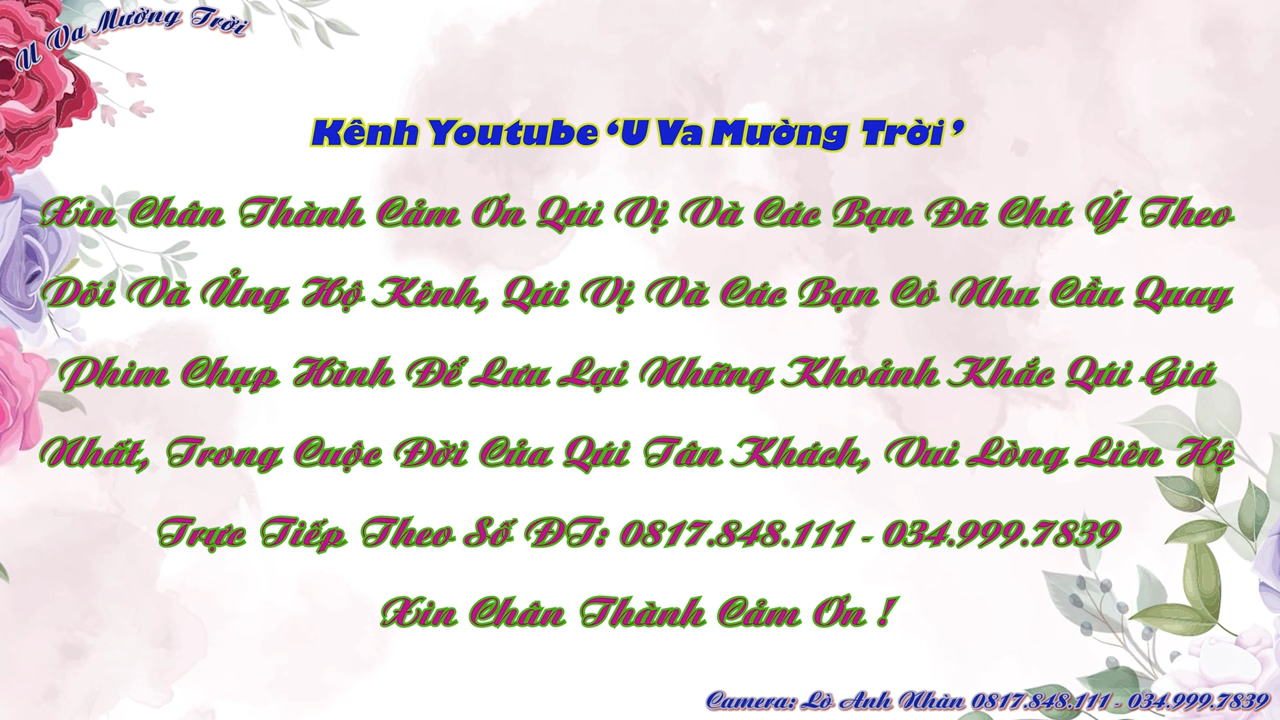 U Va Mường Trời
Kênh Youtube ‘U Va Mường Trời’
Xin Chân Thành Cảm Ơn Qúi Vị Và Các Bạn Đã Chú Ý Theo
Dõi Và Ủng Hộ Kênh, Qúi Vị Và Các Bạn Có Nhu Cầu Quay
Phim Chụp Hình Để Lưu Lại Những Khoảnh Khắc Qúi Giá
Nhất, Trong Cuộc Đời Của Qúi Tân Khách, Vui Lòng Liên Hệ
Trực Tiếp Theo Số ĐT: 0817.848.111 - 034.999.7839
Xin Chân Thành Cảm Ơn !
Camera: Lò Anh Nhàn 0817.848.111 - 034.999.7839